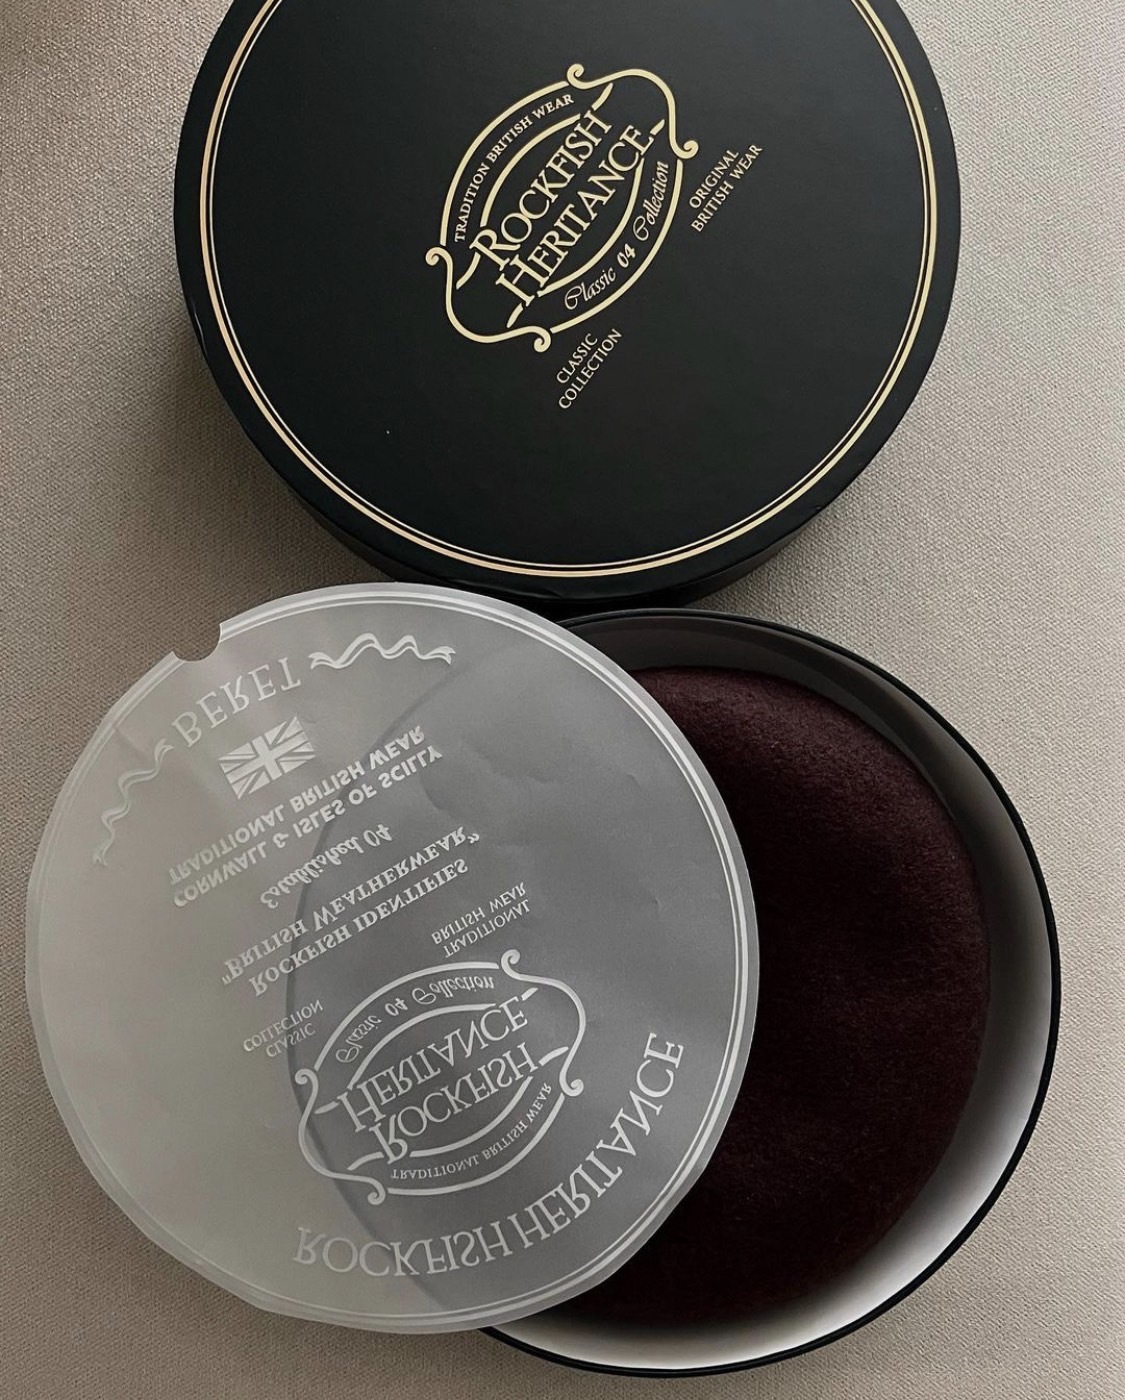 TRADITION BRITISH WEAR
ROCKFISH
HERITANCE
Classic 04 Collection
ORIGINAL
BRITISH WEAR
CLASSIC
COLLECTION
ROCKFISH HERITANCE
TRADITIONAL BRITISH WEAR
ROCKFISH
HERITANCE
Classic 04 Collection
CLASSIC
COLLECTION
TRADITIONAL
BRITISH WEAR
ROCKFISH IDENTIFIES
"BRITISH WEATHERWEAR"
Established 04
CORNWALL & ISLES OF SCILLY
TRADITIONAL BRITISH WEAR
BERET